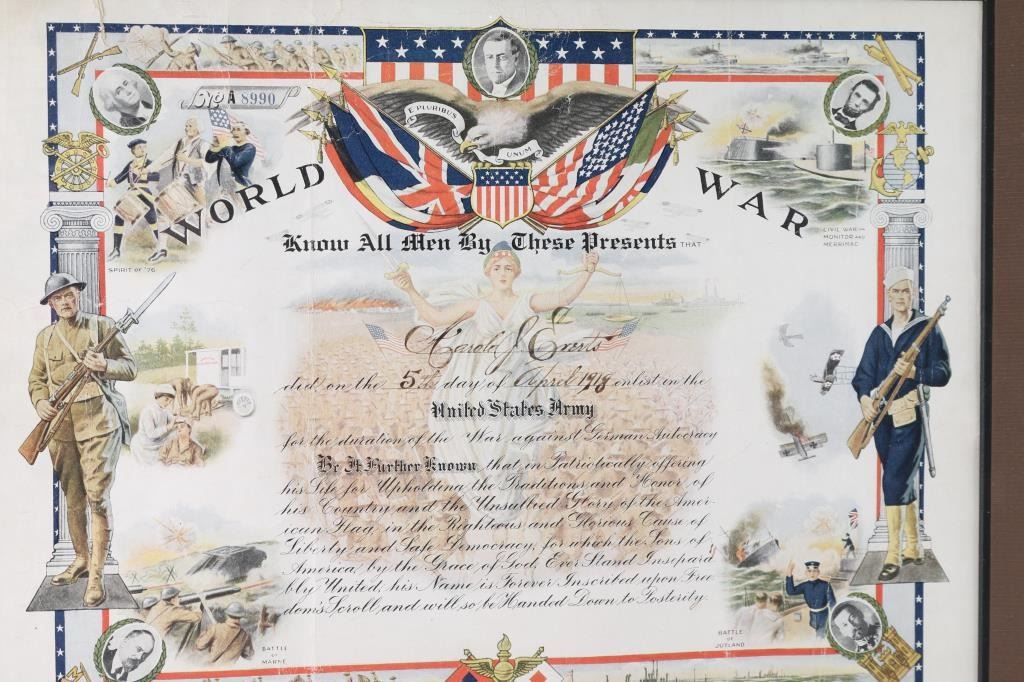 No A 8990
E PLURIBUS
UNUM
WORLD WAR
SPIRIT OF '76
CIVIL WAR—
MONITOR AND
MERRIMAC
Know All Men By These Presents THAT
Harold J. Everts
did on the 5th day of April 1918 enlist in the
United States Army
for the duration of the War against German Autocracy
Be It Further Known, that in Patriotically offering
his Life for Upholding the Traditions and Honor of
his Country and the Unsullied Glory of the Amer-
ican Flag, in the Righteous and Glorious Cause of
Liberty and Safe Democracy, for which the Sons of
America, by the Grace of God, Ever Stand Insepara
bly United, his Name is Forever Inscribed upon Free
dom's Scroll, and will so be Handed Down to Posterity.
BATTLE
OF
MARNE
BATTLE
OF
JUTLAND